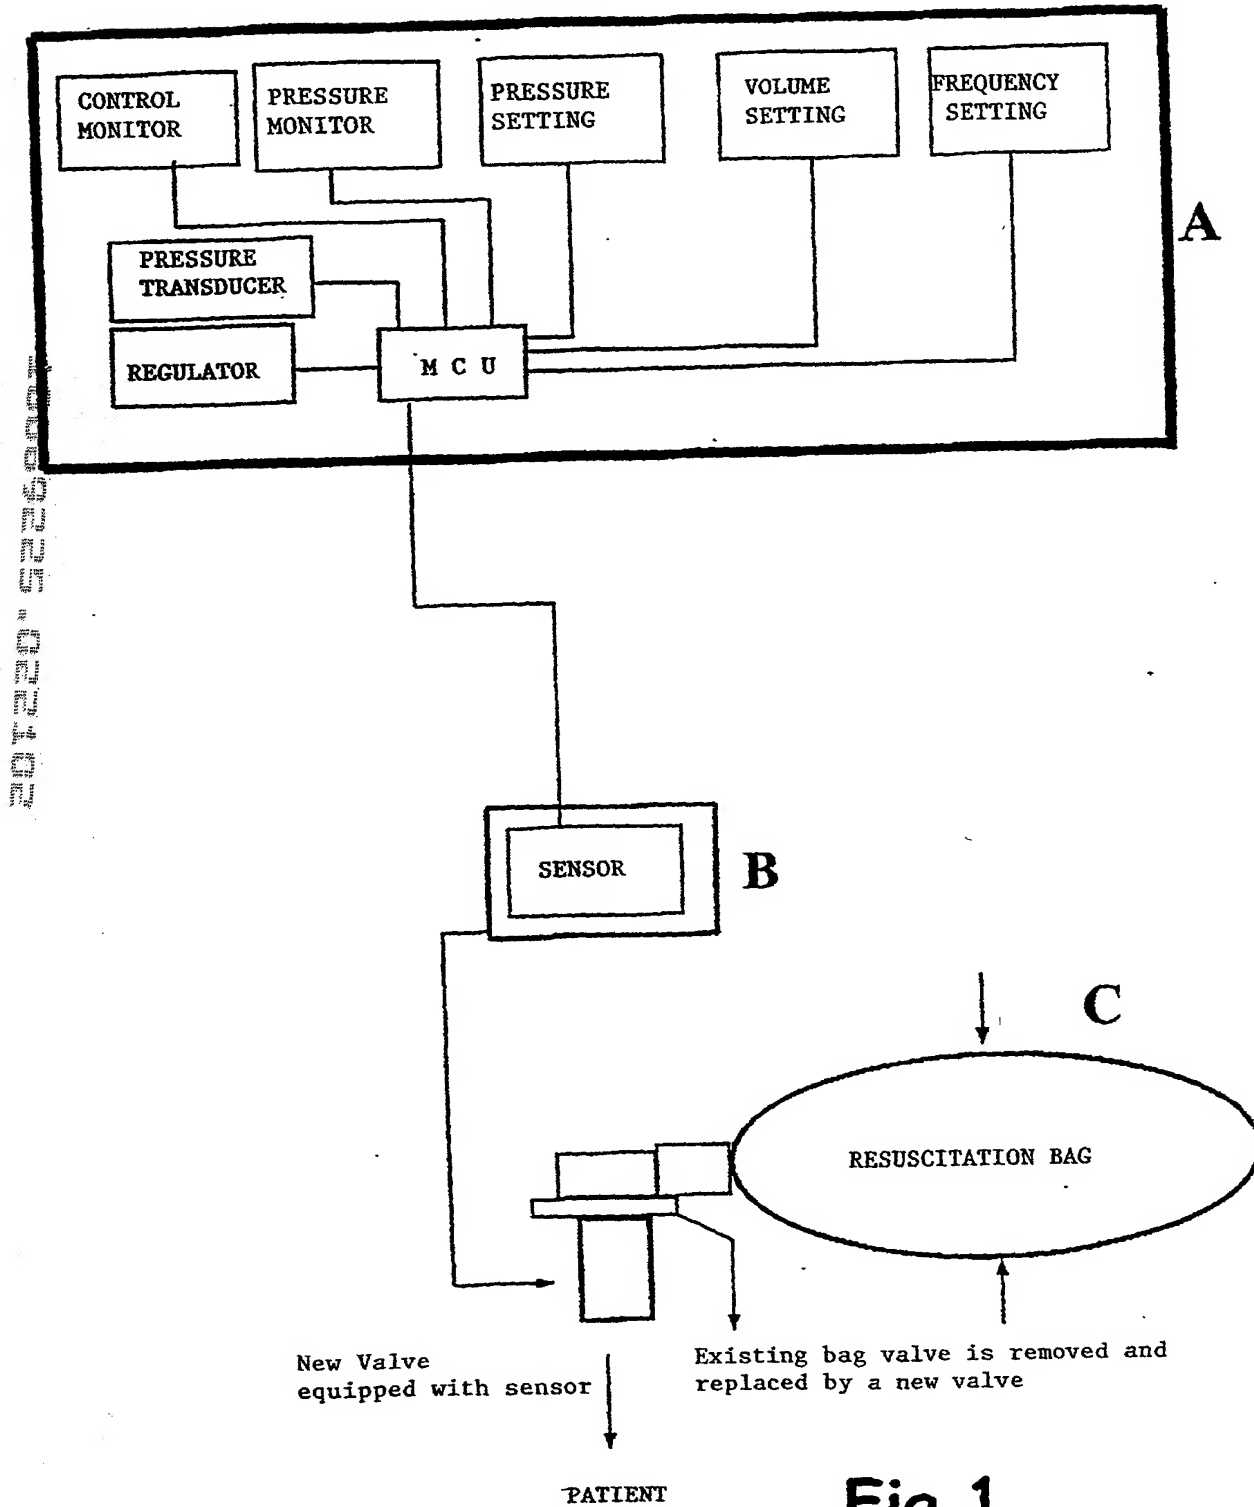 CONTROL
MONITOR
PRESSURE
MONITOR
PRESSURE
SETTING
VOLUME
SETTING
FREQUENCY
SETTING
A
PRESSURE
TRANSDUCER
REGULATOR
M C U
SENSOR
B
C
RESUSCITATION BAG
New Valve
equipped with sensor
Existing bag valve is removed and
replaced by a new valve
PATIENT
Fig. 1